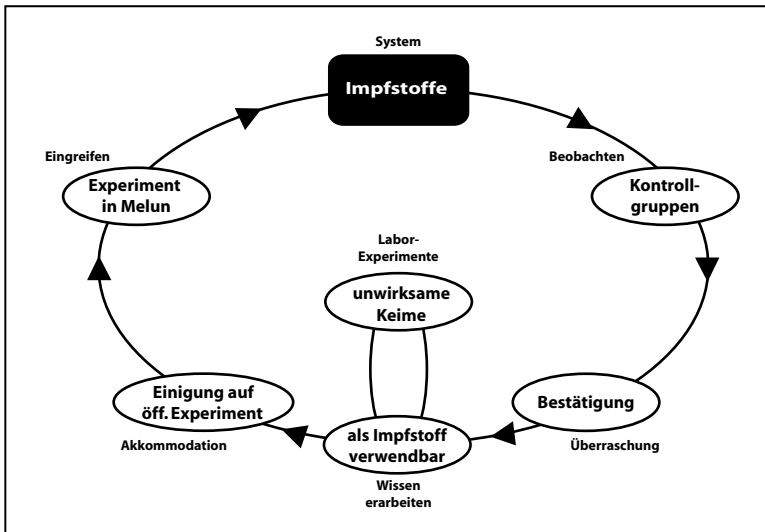 System
Impfstoffe
Eingreifen
Beobachten
Experiment
in Melun
Kontroll-
gruppen
Labor-
Experimente
unwirksame
Keime
Einigung auf
öff. Experiment
Bestätigung
als Impfstoff
verwendbar
Akkommodation
Überraschung
Wissen
erarbeiten